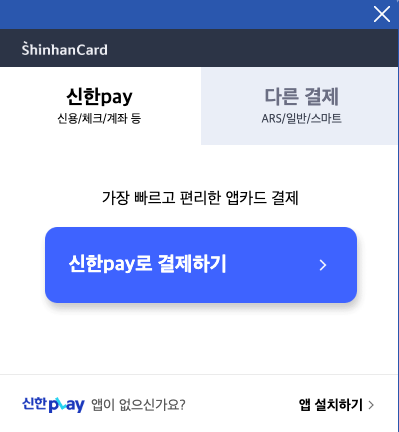 ShinhanCard
신한pay
신용/체크/계좌 등
다른 결제
ARS/일반/스마트
가장 빠르고 편리한 앱카드 결제
신한pay로 결제하기
신한play 앱이 없으신가요?
앱 설치하기